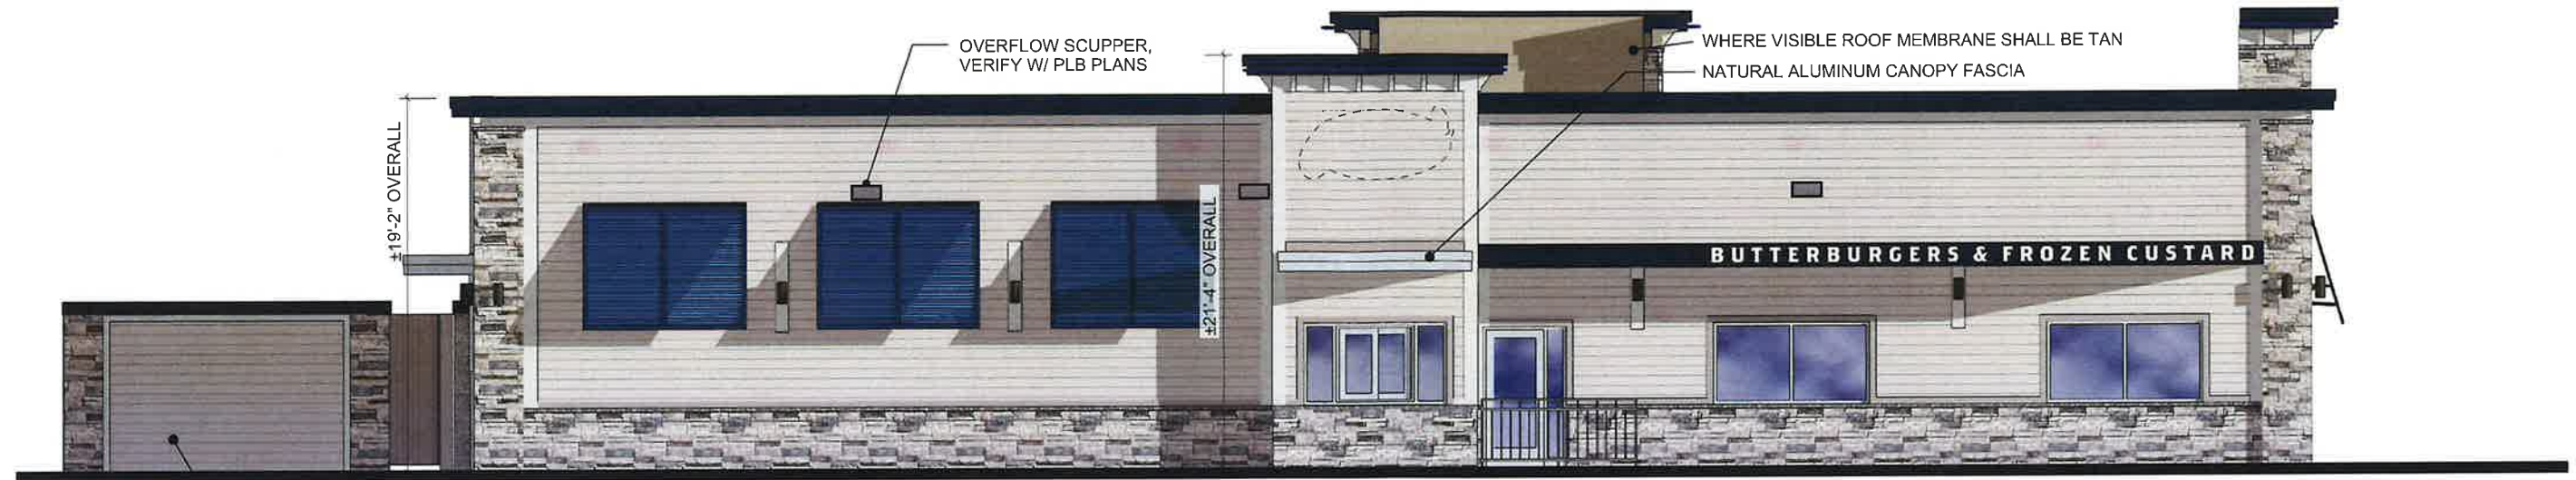 OVERFLOW SCUPPER,
VERIFY W/ PLB PLANS
WHERE VISIBLE ROOF MEMBRANE SHALL BE TAN
NATURAL ALUMINUM CANOPY FASCIA
±19'-2" OVERALL
±21'-4" OVERALL
BUTTERBURGERS & FROZEN CUSTARD